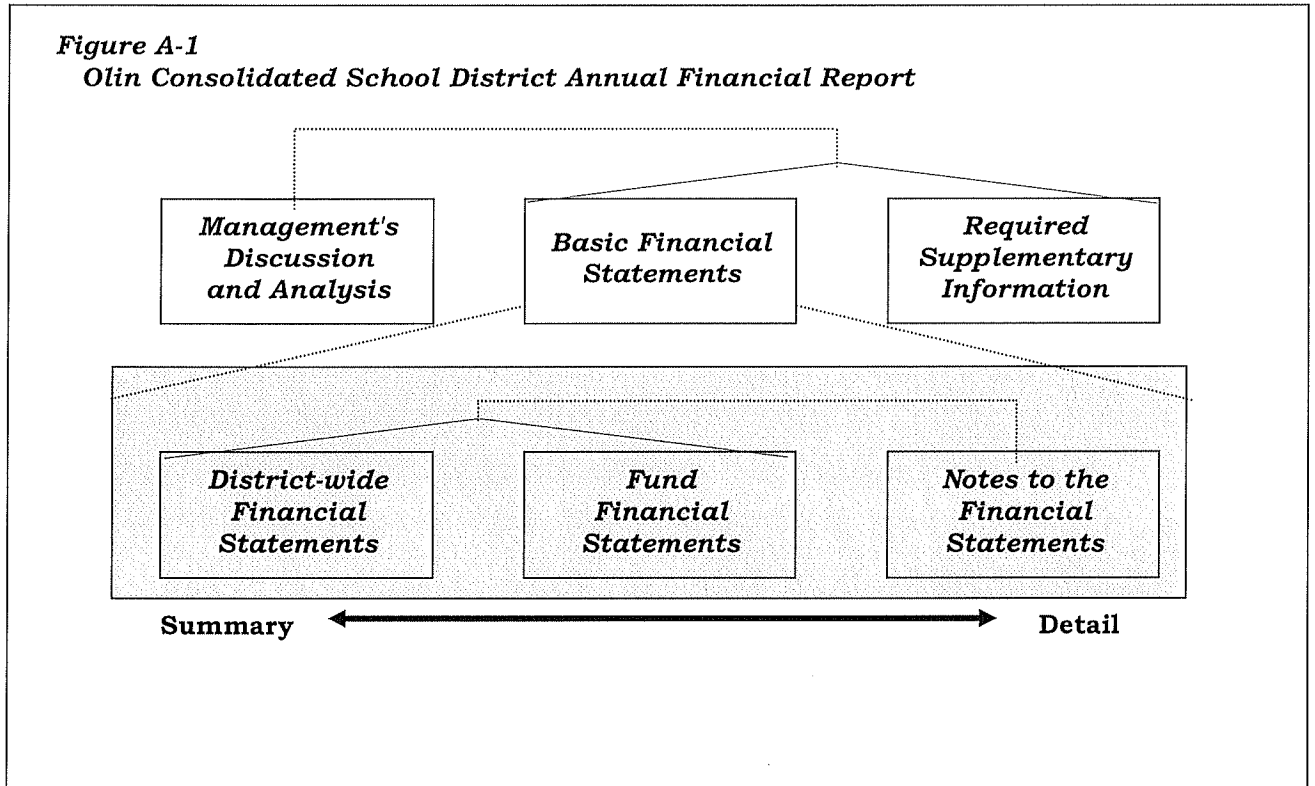 Figure A-1
Olin Consolidated School District Annual Financial Report
Management's
Discussion
and Analysis
Basic Financial
Statements
Required
Supplementary
Information
District-wide
Financial
Statements
Fund
Financial
Statements
Notes to the
Financial
Statements
Summary
Detail